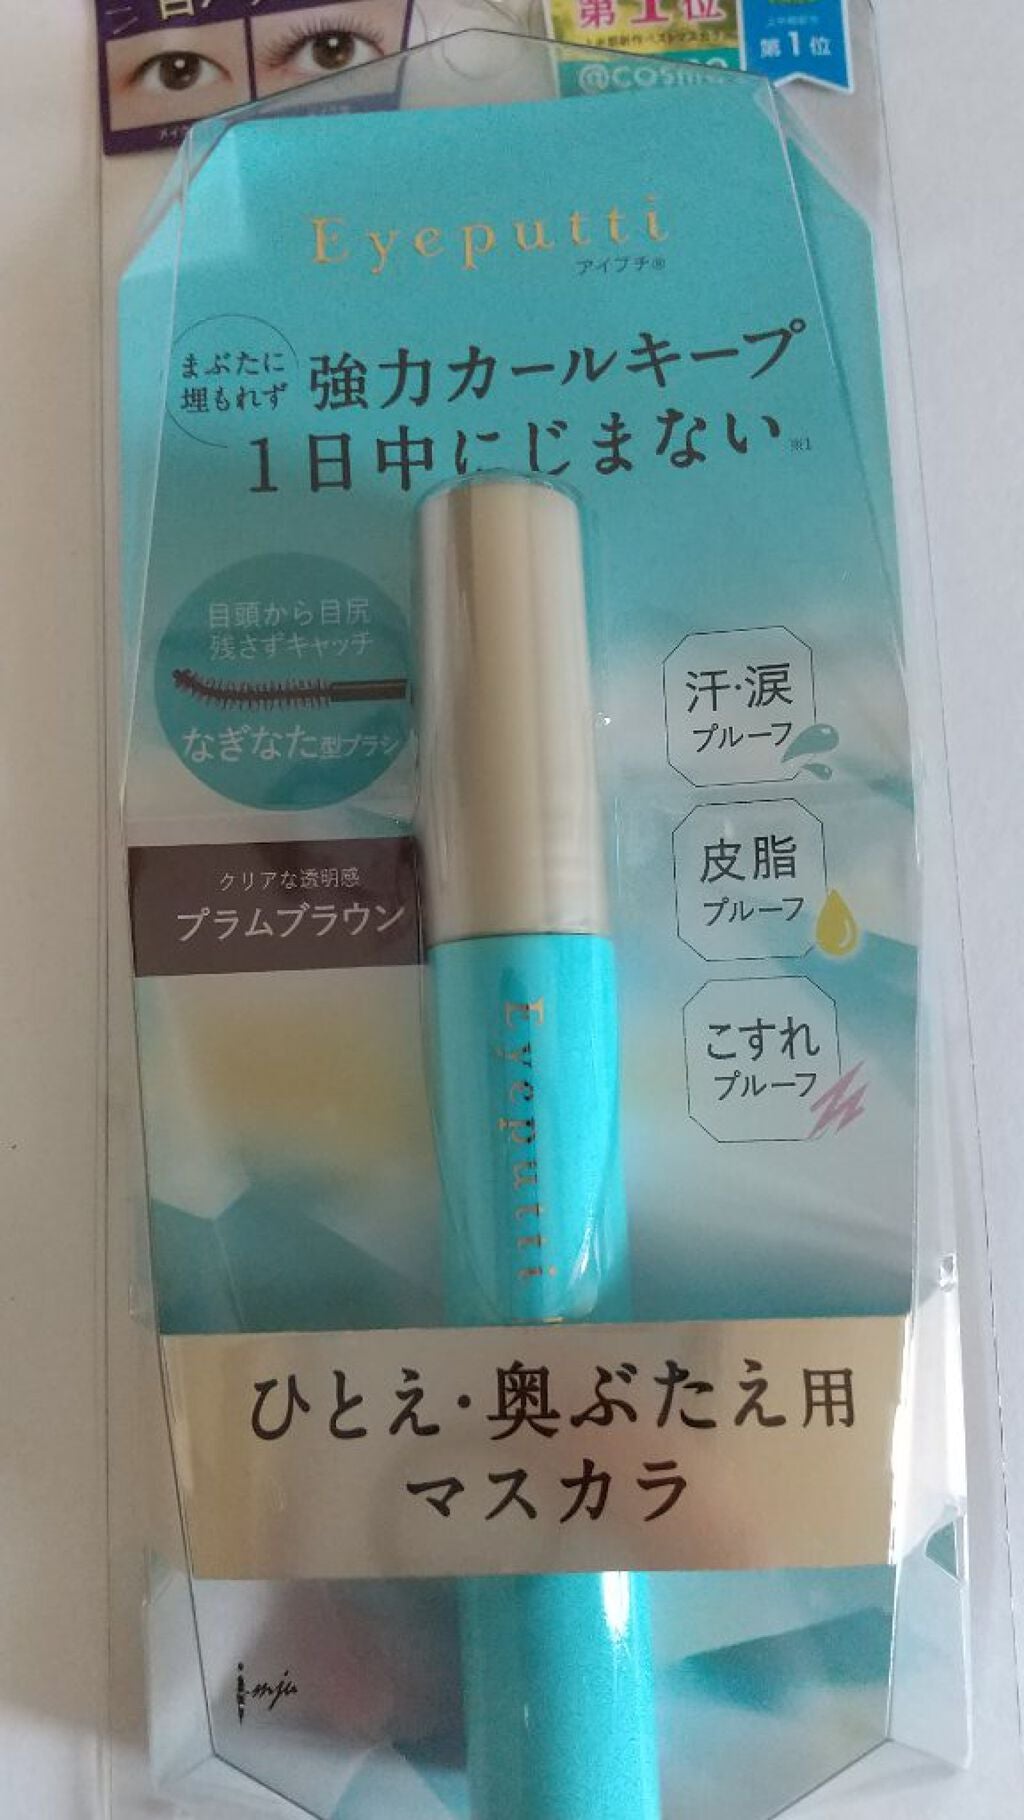 第1位
@cosme
第1位
Eyeputti
アイプチ®
まぶたに
埋もれず
強力カールキープ
1日中にじまない※1
目頭から目尻
残さずキャッチ
なぎなた型ブラシ
クリアな透明感
プラムブラウン
汗・涙
プルーフ
皮脂
プルーフ
こすれ
プルーフ
Eyeputti
ひとえ・奥ぶたえ用
マスカラ
imju